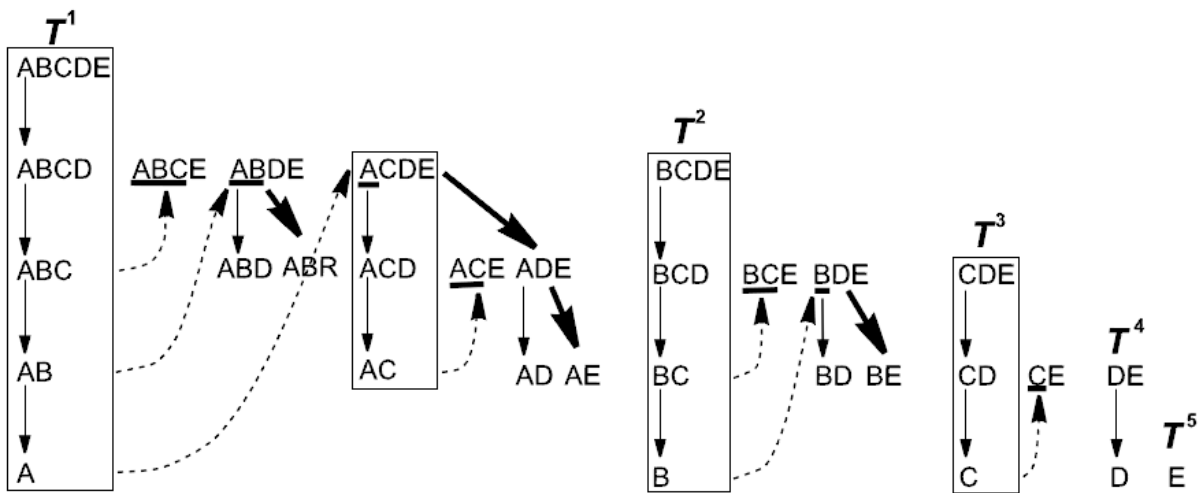 T¹
ABCDE
T²
ABCD ABCE ABDE ACDE BCDE
T³
ABC ABD ABR ACD ACE ADE BCD BCE BDE CDE
T⁴
AB AC AD AE BC BD BE CD CE DE
T⁵
A B C D E